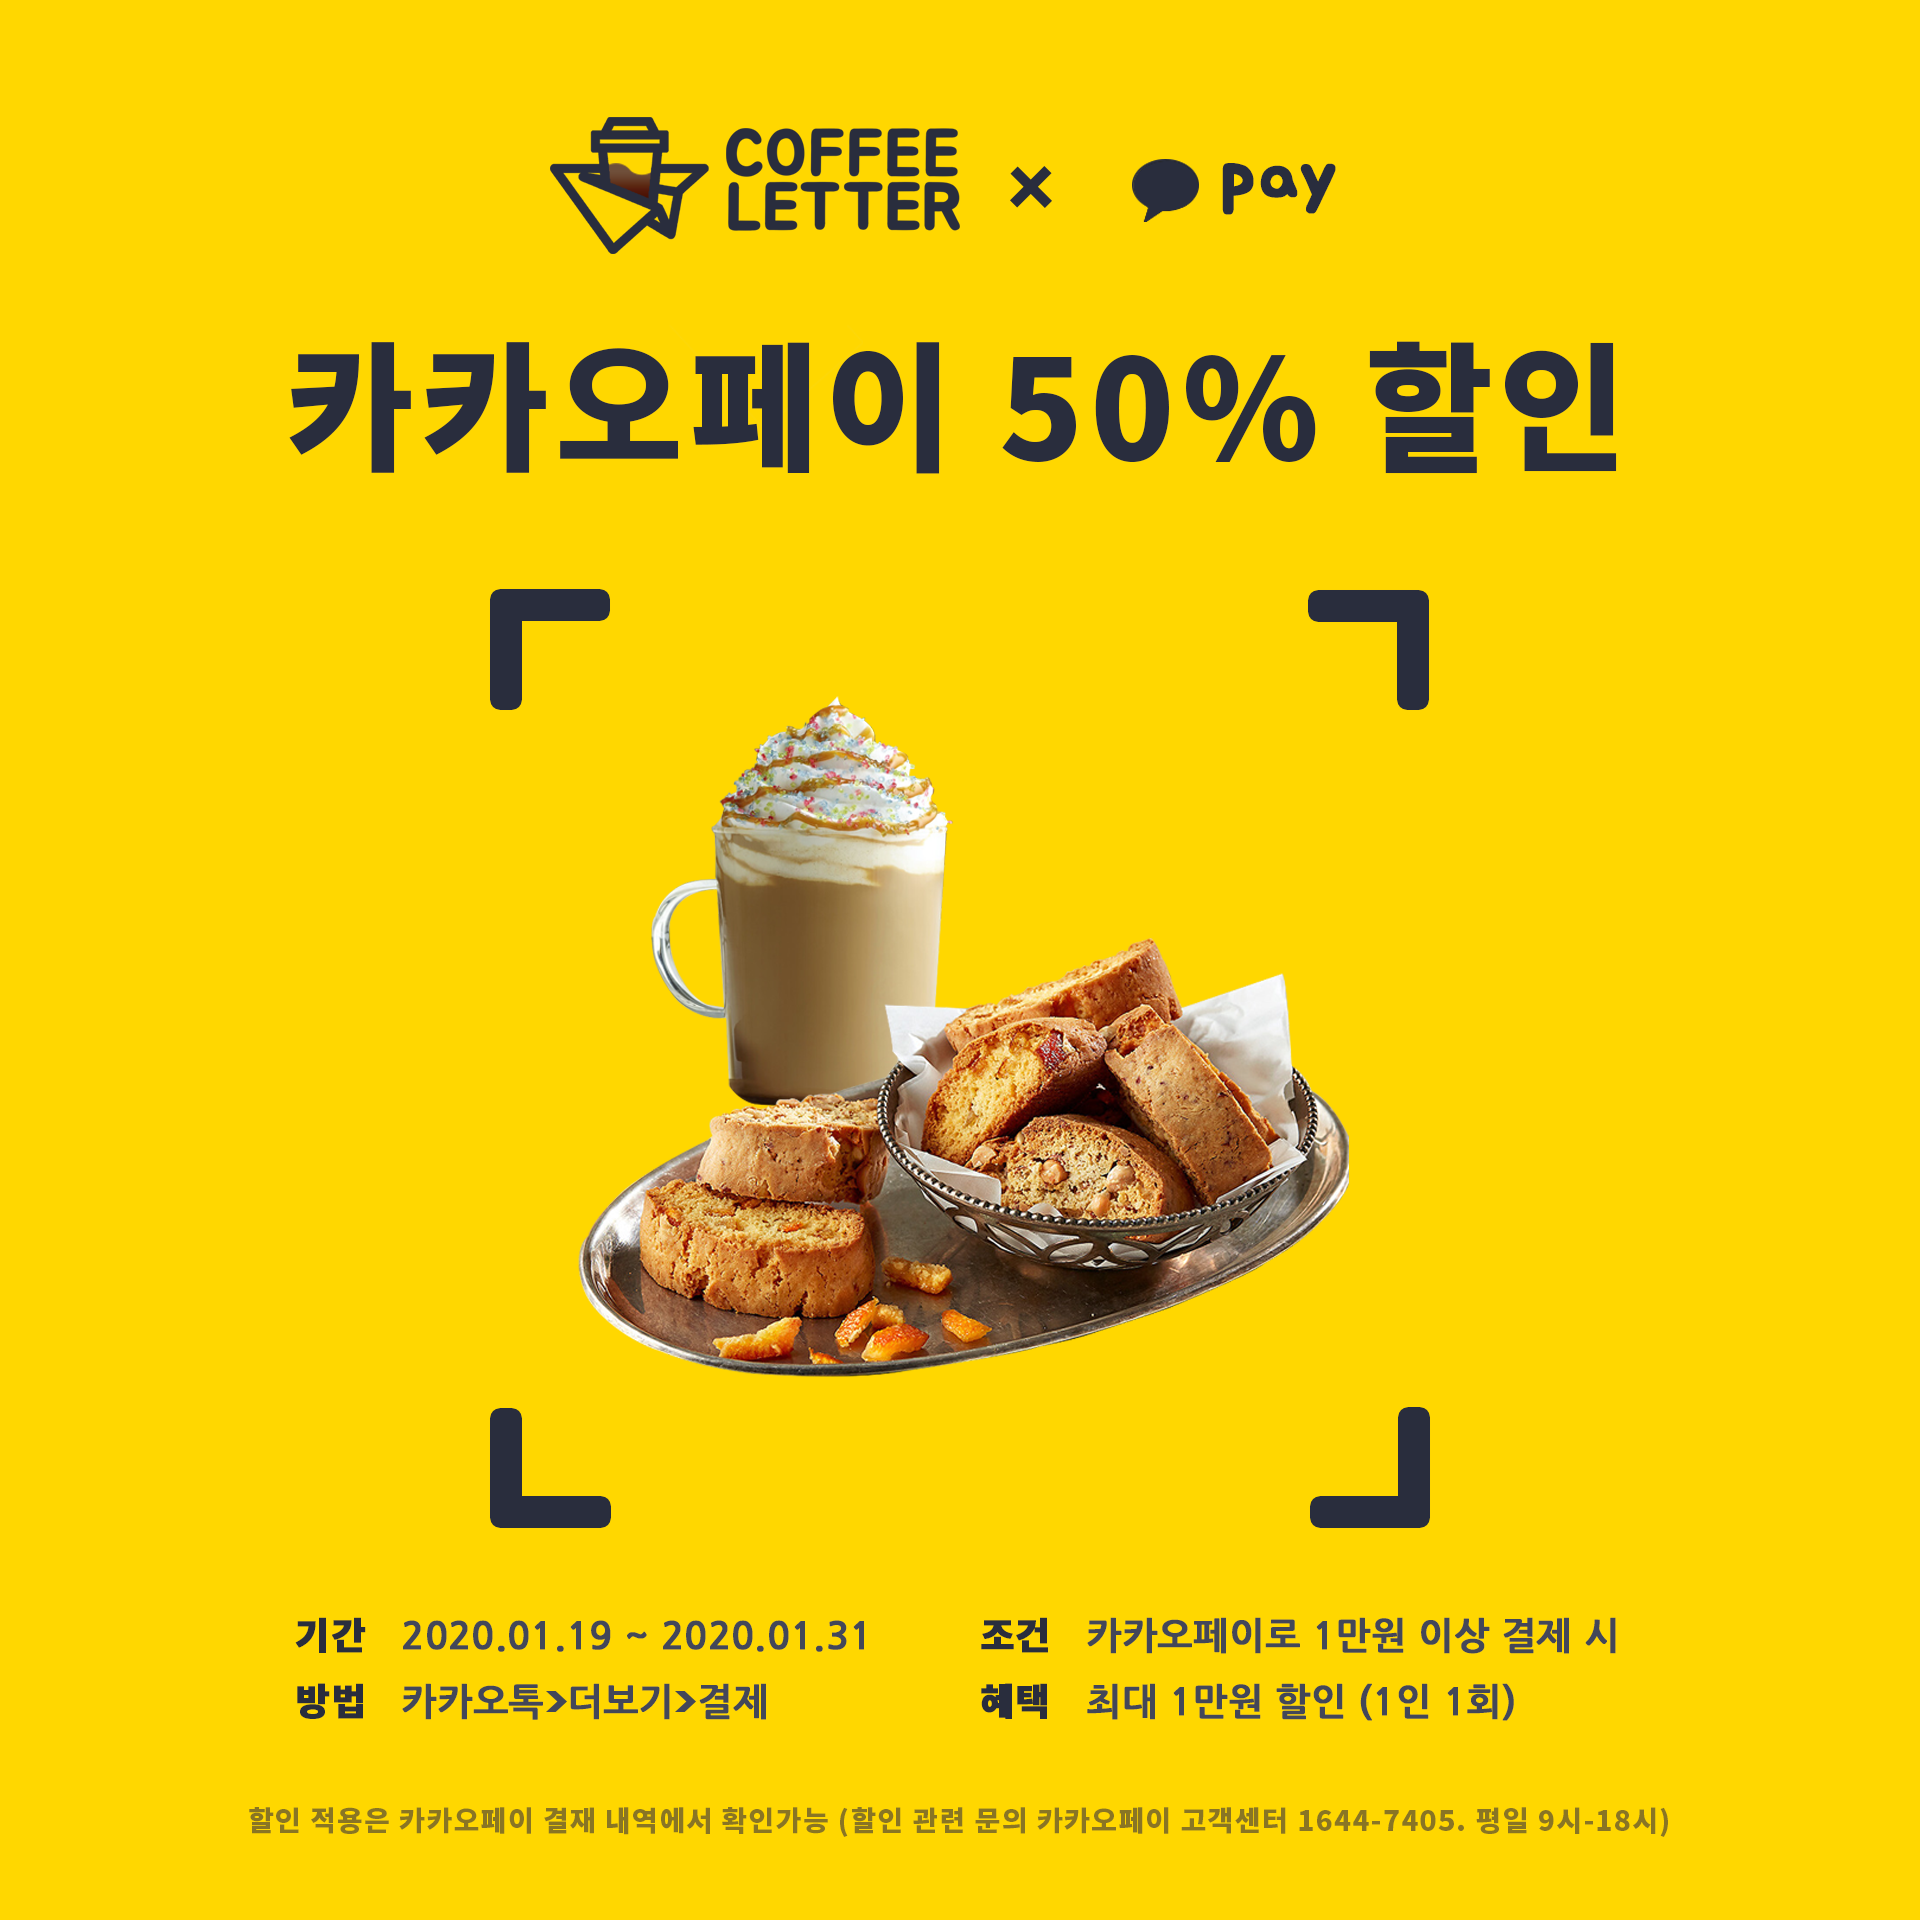 COFFEE
LETTER
×
pay
카카오페이 50% 할인
기간 2020.01.19 ~ 2020.01.31
방법 카카오톡>더보기>결제
조건 카카오페이로 1만원 이상 결제 시
혜택 최대 1만원 할인 (1인 1회)
할인 적용은 카카오페이 결재 내역에서 확인가능 (할인 관련 문의 카카오페이 고객센터 1644-7405. 평일 9시-18시)